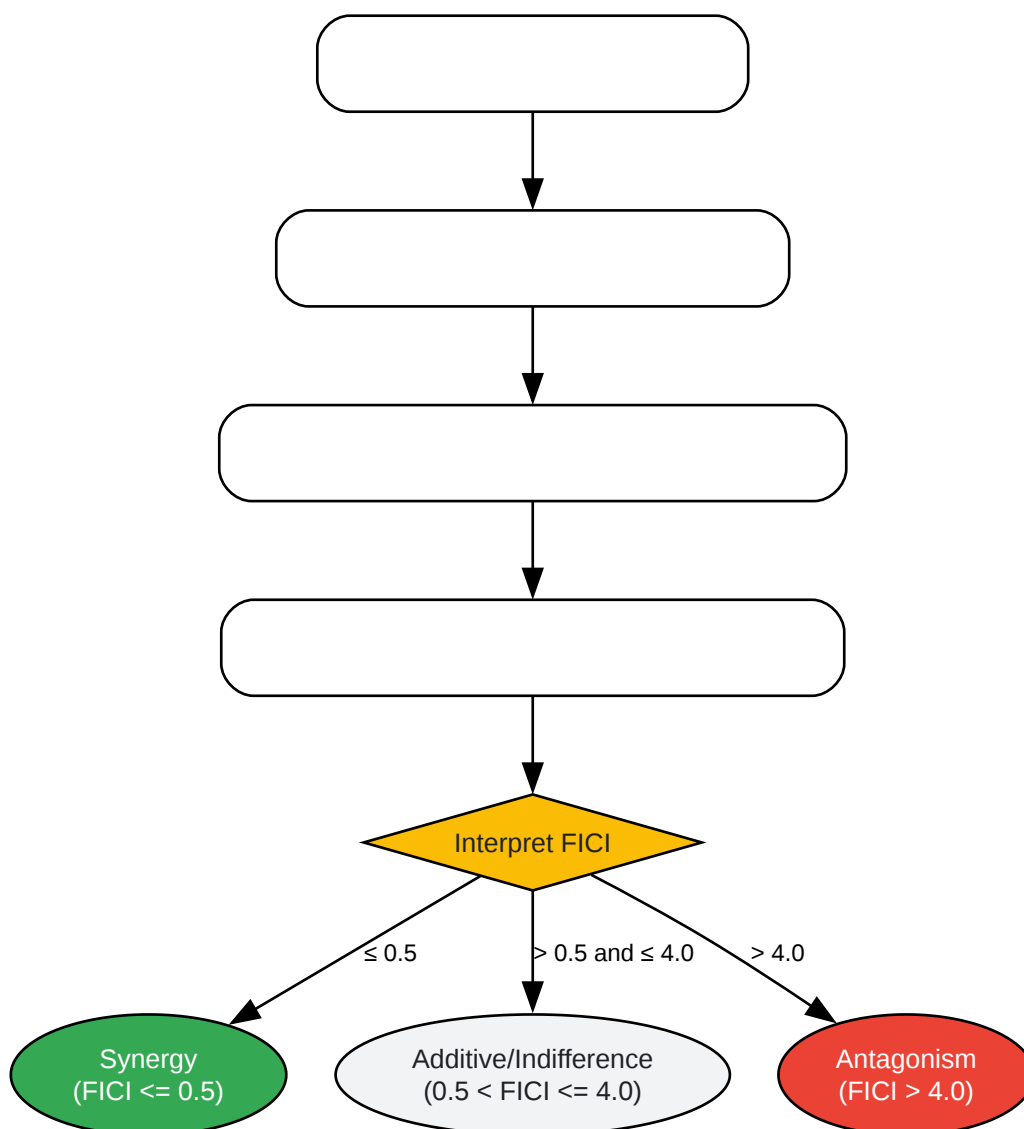 Interpret FICI
≤ 0.5
> 0.5 and ≤ 4.0
> 4.0
Synergy
(FICI <= 0.5)
Additive/Indifference
(0.5 < FICI <= 4.0)
Antagonism
(FICI > 4.0)